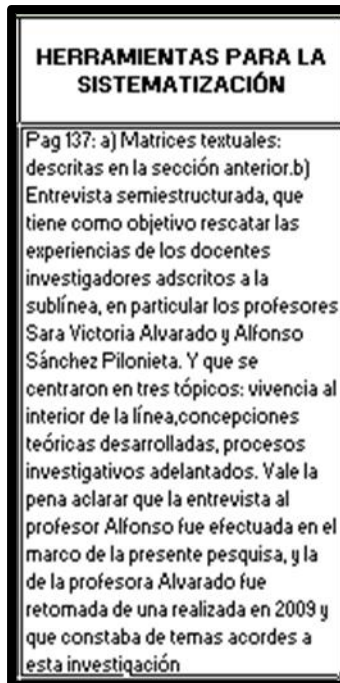 HERRAMIENTAS PARA LA
SISTEMATIZACIÓN
Pag 137: a) Matrices textuales:
descritas en la sección anterior.b)
Entrevista semiestructurada, que
tiene como objetivo rescatar las
experiencias de los docentes
investigadores adscritos a la
sublínea, en particular los profesores
Sara Victoria Alvarado y Alfonso
Sánchez Pilonieta. Y que se
centraron en tres tópicos: vivencia al
interior de la línea,concepciones
teóricas desarrolladas, procesos
investigativos adelantados. Vale la
pena aclarar que la entrevista al
profesor Alfonso fue efectuada en el
marco de la presente pesquisa, y la
de la profesora Alvarado fue
retomada de una realizada en 2009 y
que constaba de temas acordes a
esta investigación